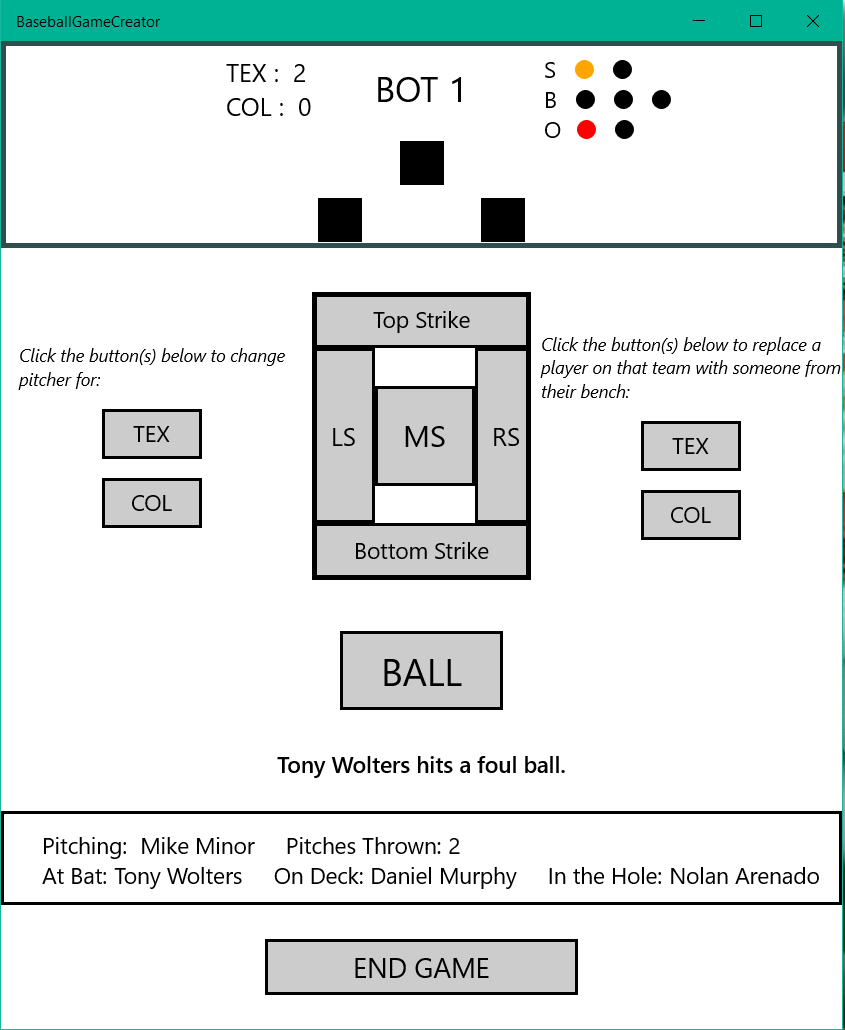 BaseballGameCreator
TEX : 2
COL : 0
BOT 1
S
B
O
Top Strike
LS
MS
RS
Bottom Strike
Click the button(s) below to change
pitcher for:
TEX
COL
Click the button(s) below to replace a
player on that team with someone from
their bench:
TEX
COL
BALL
Tony Wolters hits a foul ball.
Pitching: Mike Minor Pitches Thrown: 2
At Bat: Tony Wolters On Deck: Daniel Murphy In the Hole: Nolan Arenado
END GAME